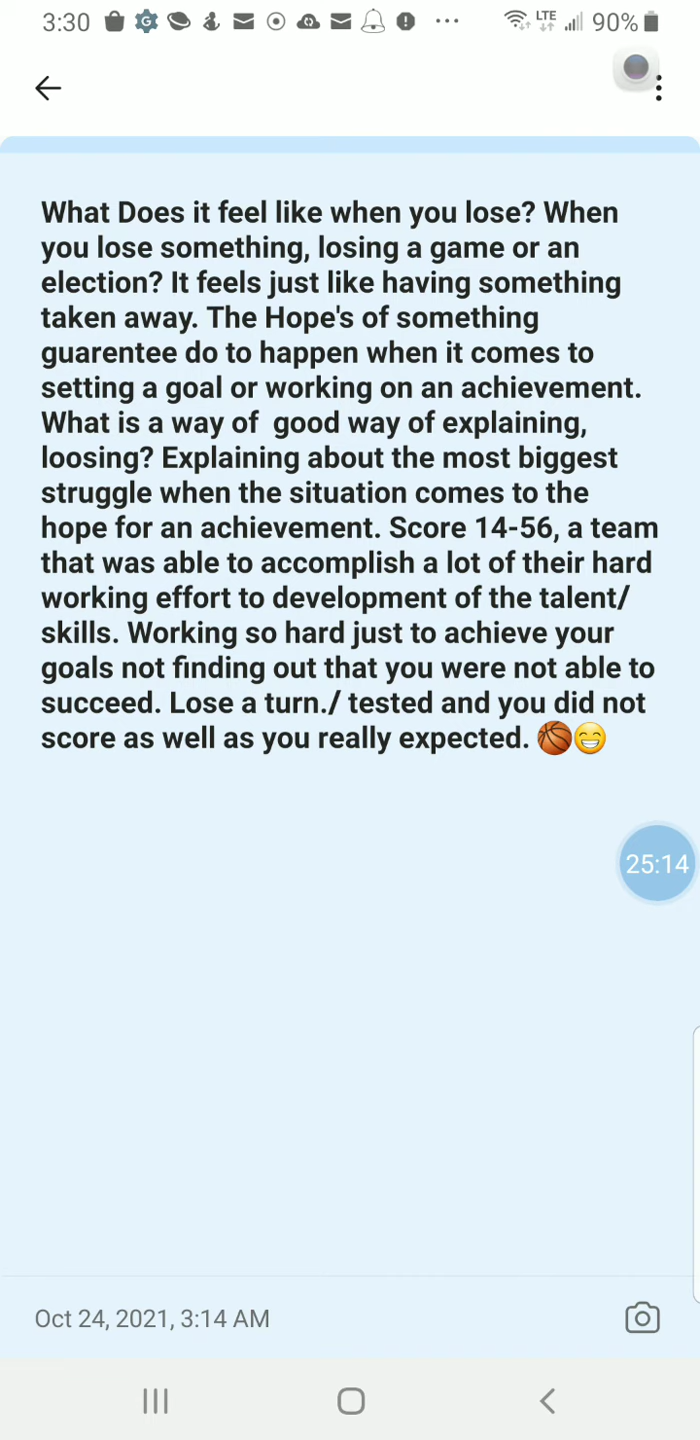 3:30
LTE
90%
What Does it feel like when you lose? When
you lose something, losing a game or an
election? It feels just like having something
taken away. The Hope's of something
guarentee do to happen when it comes to
setting a goal or working on an achievement.
What is a way of  good way of explaining,
loosing? Explaining about the most biggest
struggle when the situation comes to the
hope for an achievement. Score 14-56, a team
that was able to accomplish a lot of their hard
working effort to development of the talent/
skills. Working so hard just to achieve your
goals not finding out that you were not able to
succeed. Lose a turn./ tested and you did not
score as well as you really expected. 🏀😁
25:14
Oct 24, 2021, 3:14 AM